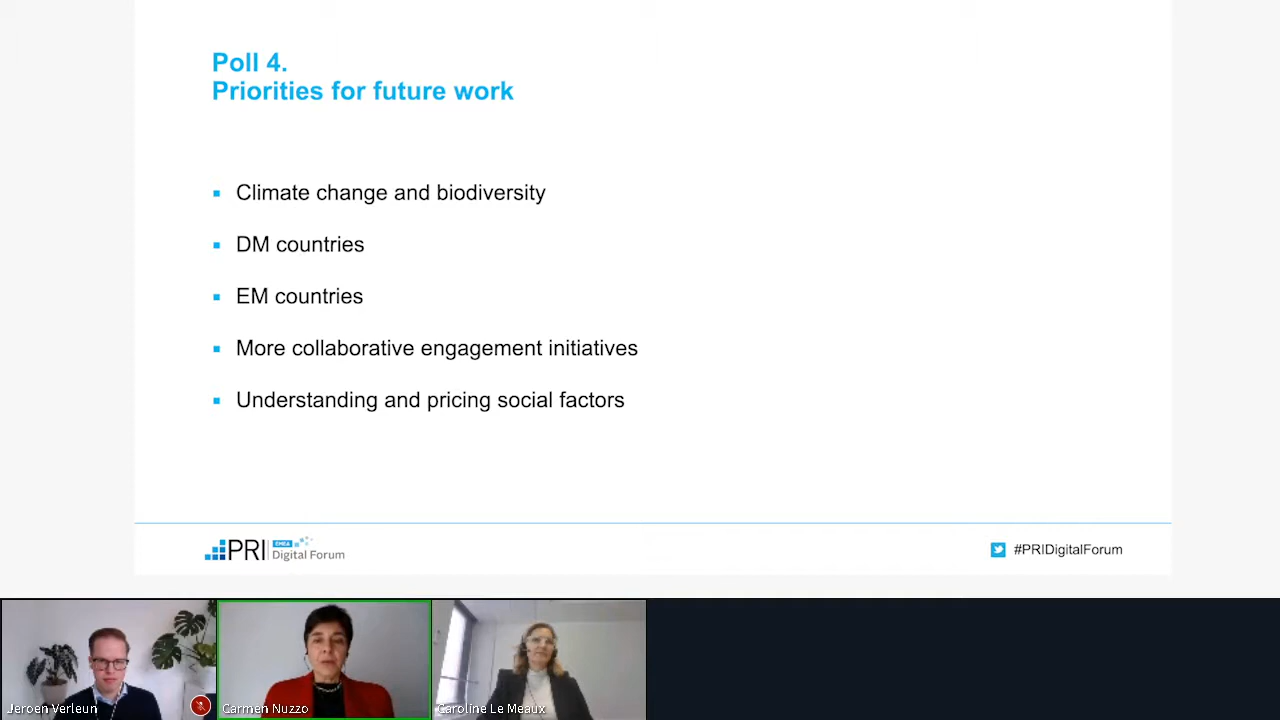 Poll 4.
Priorities for future work
Climate change and biodiversity
DM countries
EM countries
More collaborative engagement initiatives
Understanding and pricing social factors
PRI EMEA
Digital Forum
#PRIDigitalForum
Jeroen Verleun
Carmen Nuzzo
Caroline Le Meaux